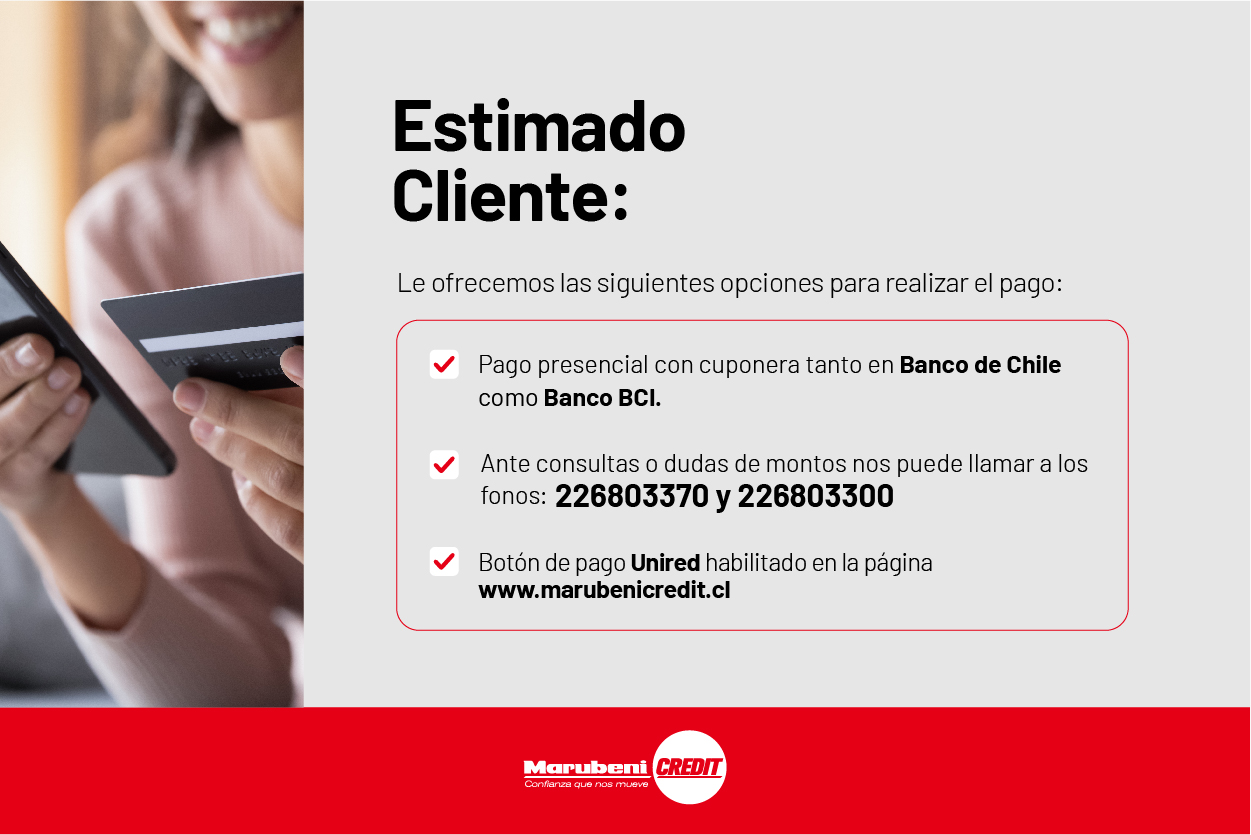 Estimado
Cliente:
Le ofrecemos las siguientes opciones para realizar el pago:
Pago presencial con cuponera tanto en Banco de Chile
como Banco BCI.
Ante consultas o dudas de montos nos puede llamar a los
fonos: 226803370 y 226803300
Botón de pago Unired habilitado en la página
www.marubenicredit.cl
Marubeni CREDIT
Confianza que nos mueve